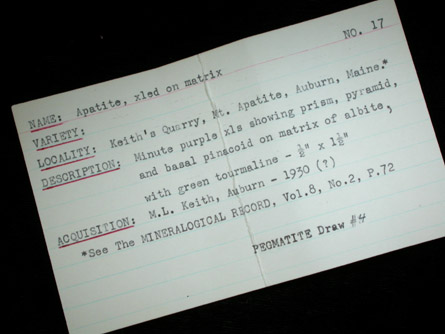 NO. 17
NAME: Apatite, xled on matrix
VARIETY:
LOCALITY: Keith's Quarry, Mt. Apatite, Auburn, Maine.*
DESCRIPTION: Minute purple xls showing prism, pyramid,
and basal pinacoid on matrix of albite,
with green tourmaline - ½" x 1½"
ACQUISITION: M.L. Keith, Auburn - 1930 (?)
*See The MINERALOGICAL RECORD, Vol.8, No.2, P.72
PEGMATITE Draw #4